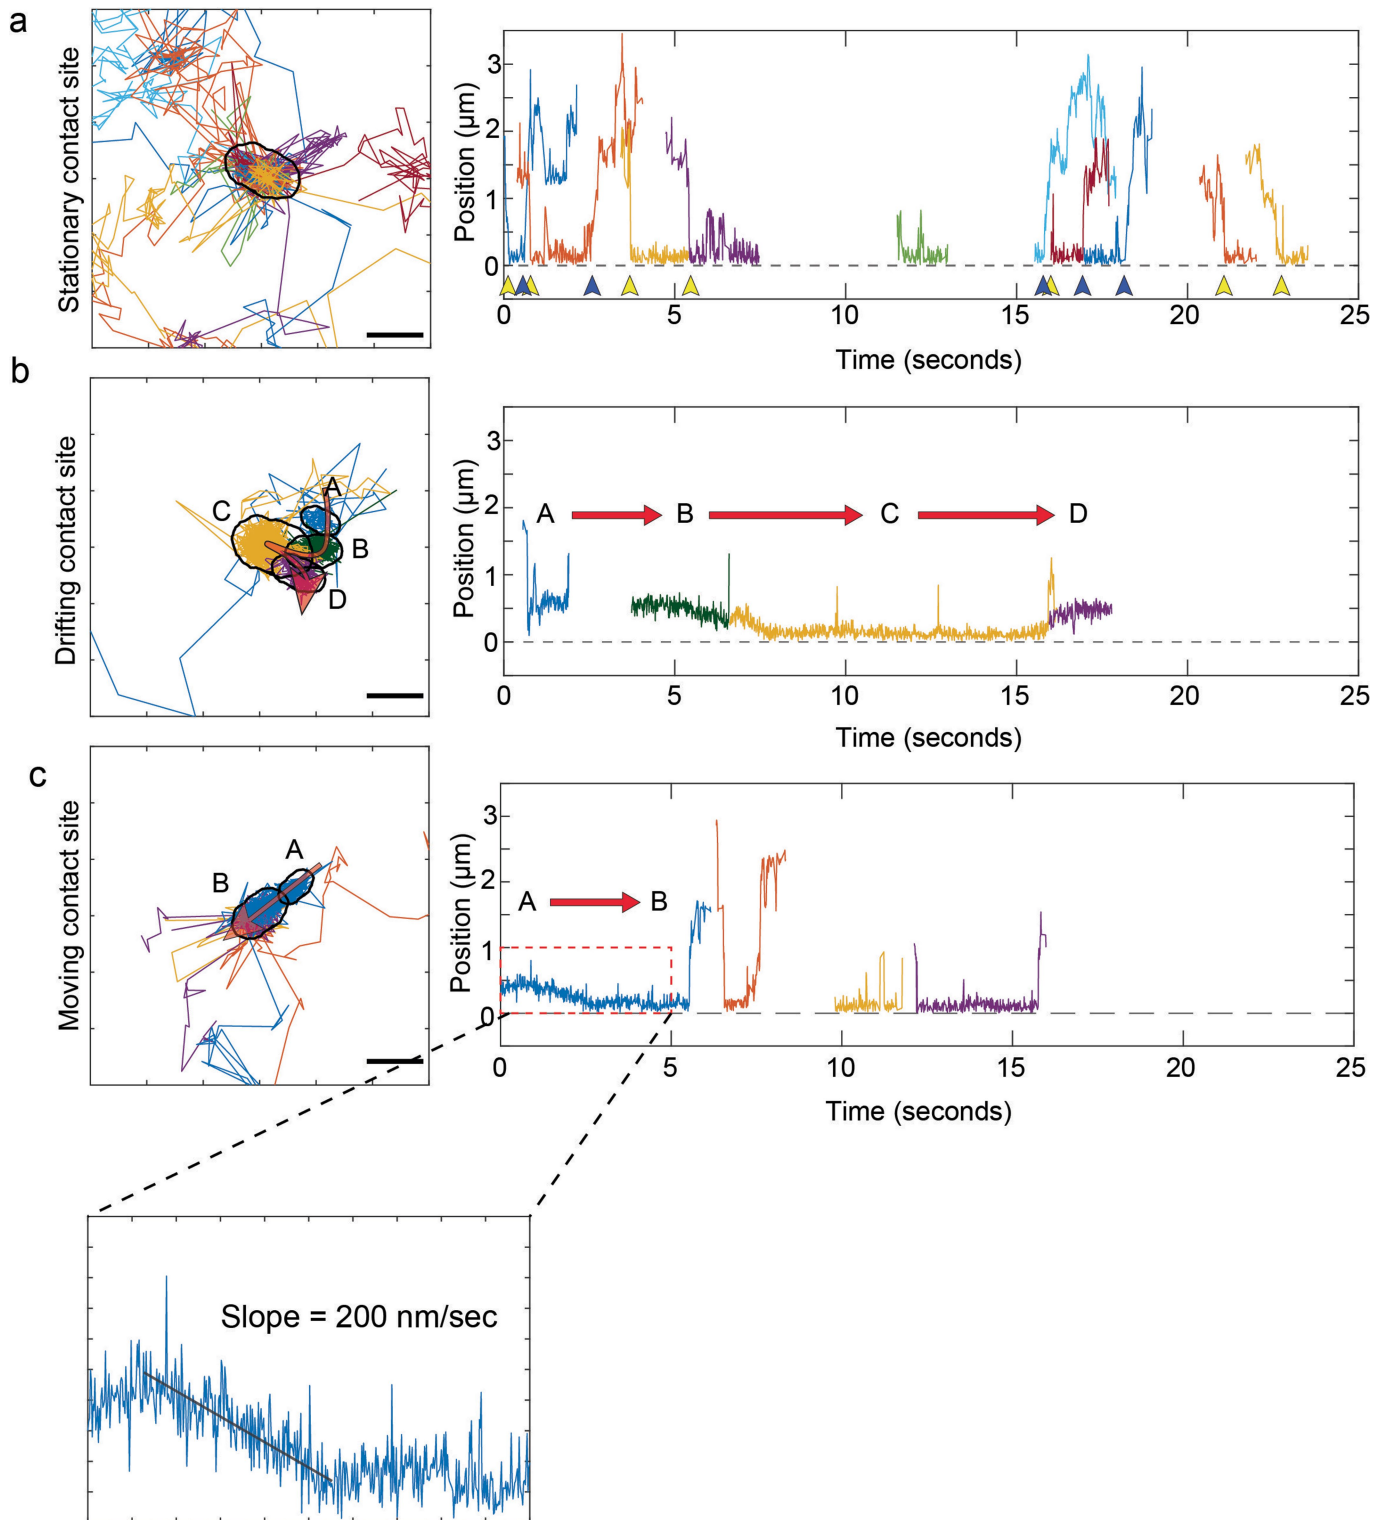 a
Stationary contact site
Position (µm)
3
2
1
0
0 5 10 15 20 25
Time (seconds)
b
Drifting contact site
A
C
B
D
Position (µm)
3
2
1
0
A B C D
0 5 10 15 20 25
Time (seconds)
c
Moving contact site
A
B
Position (µm)
3
2
1
0
A B
0 5 10 15 20 25
Time (seconds)
Slope = 200 nm/sec